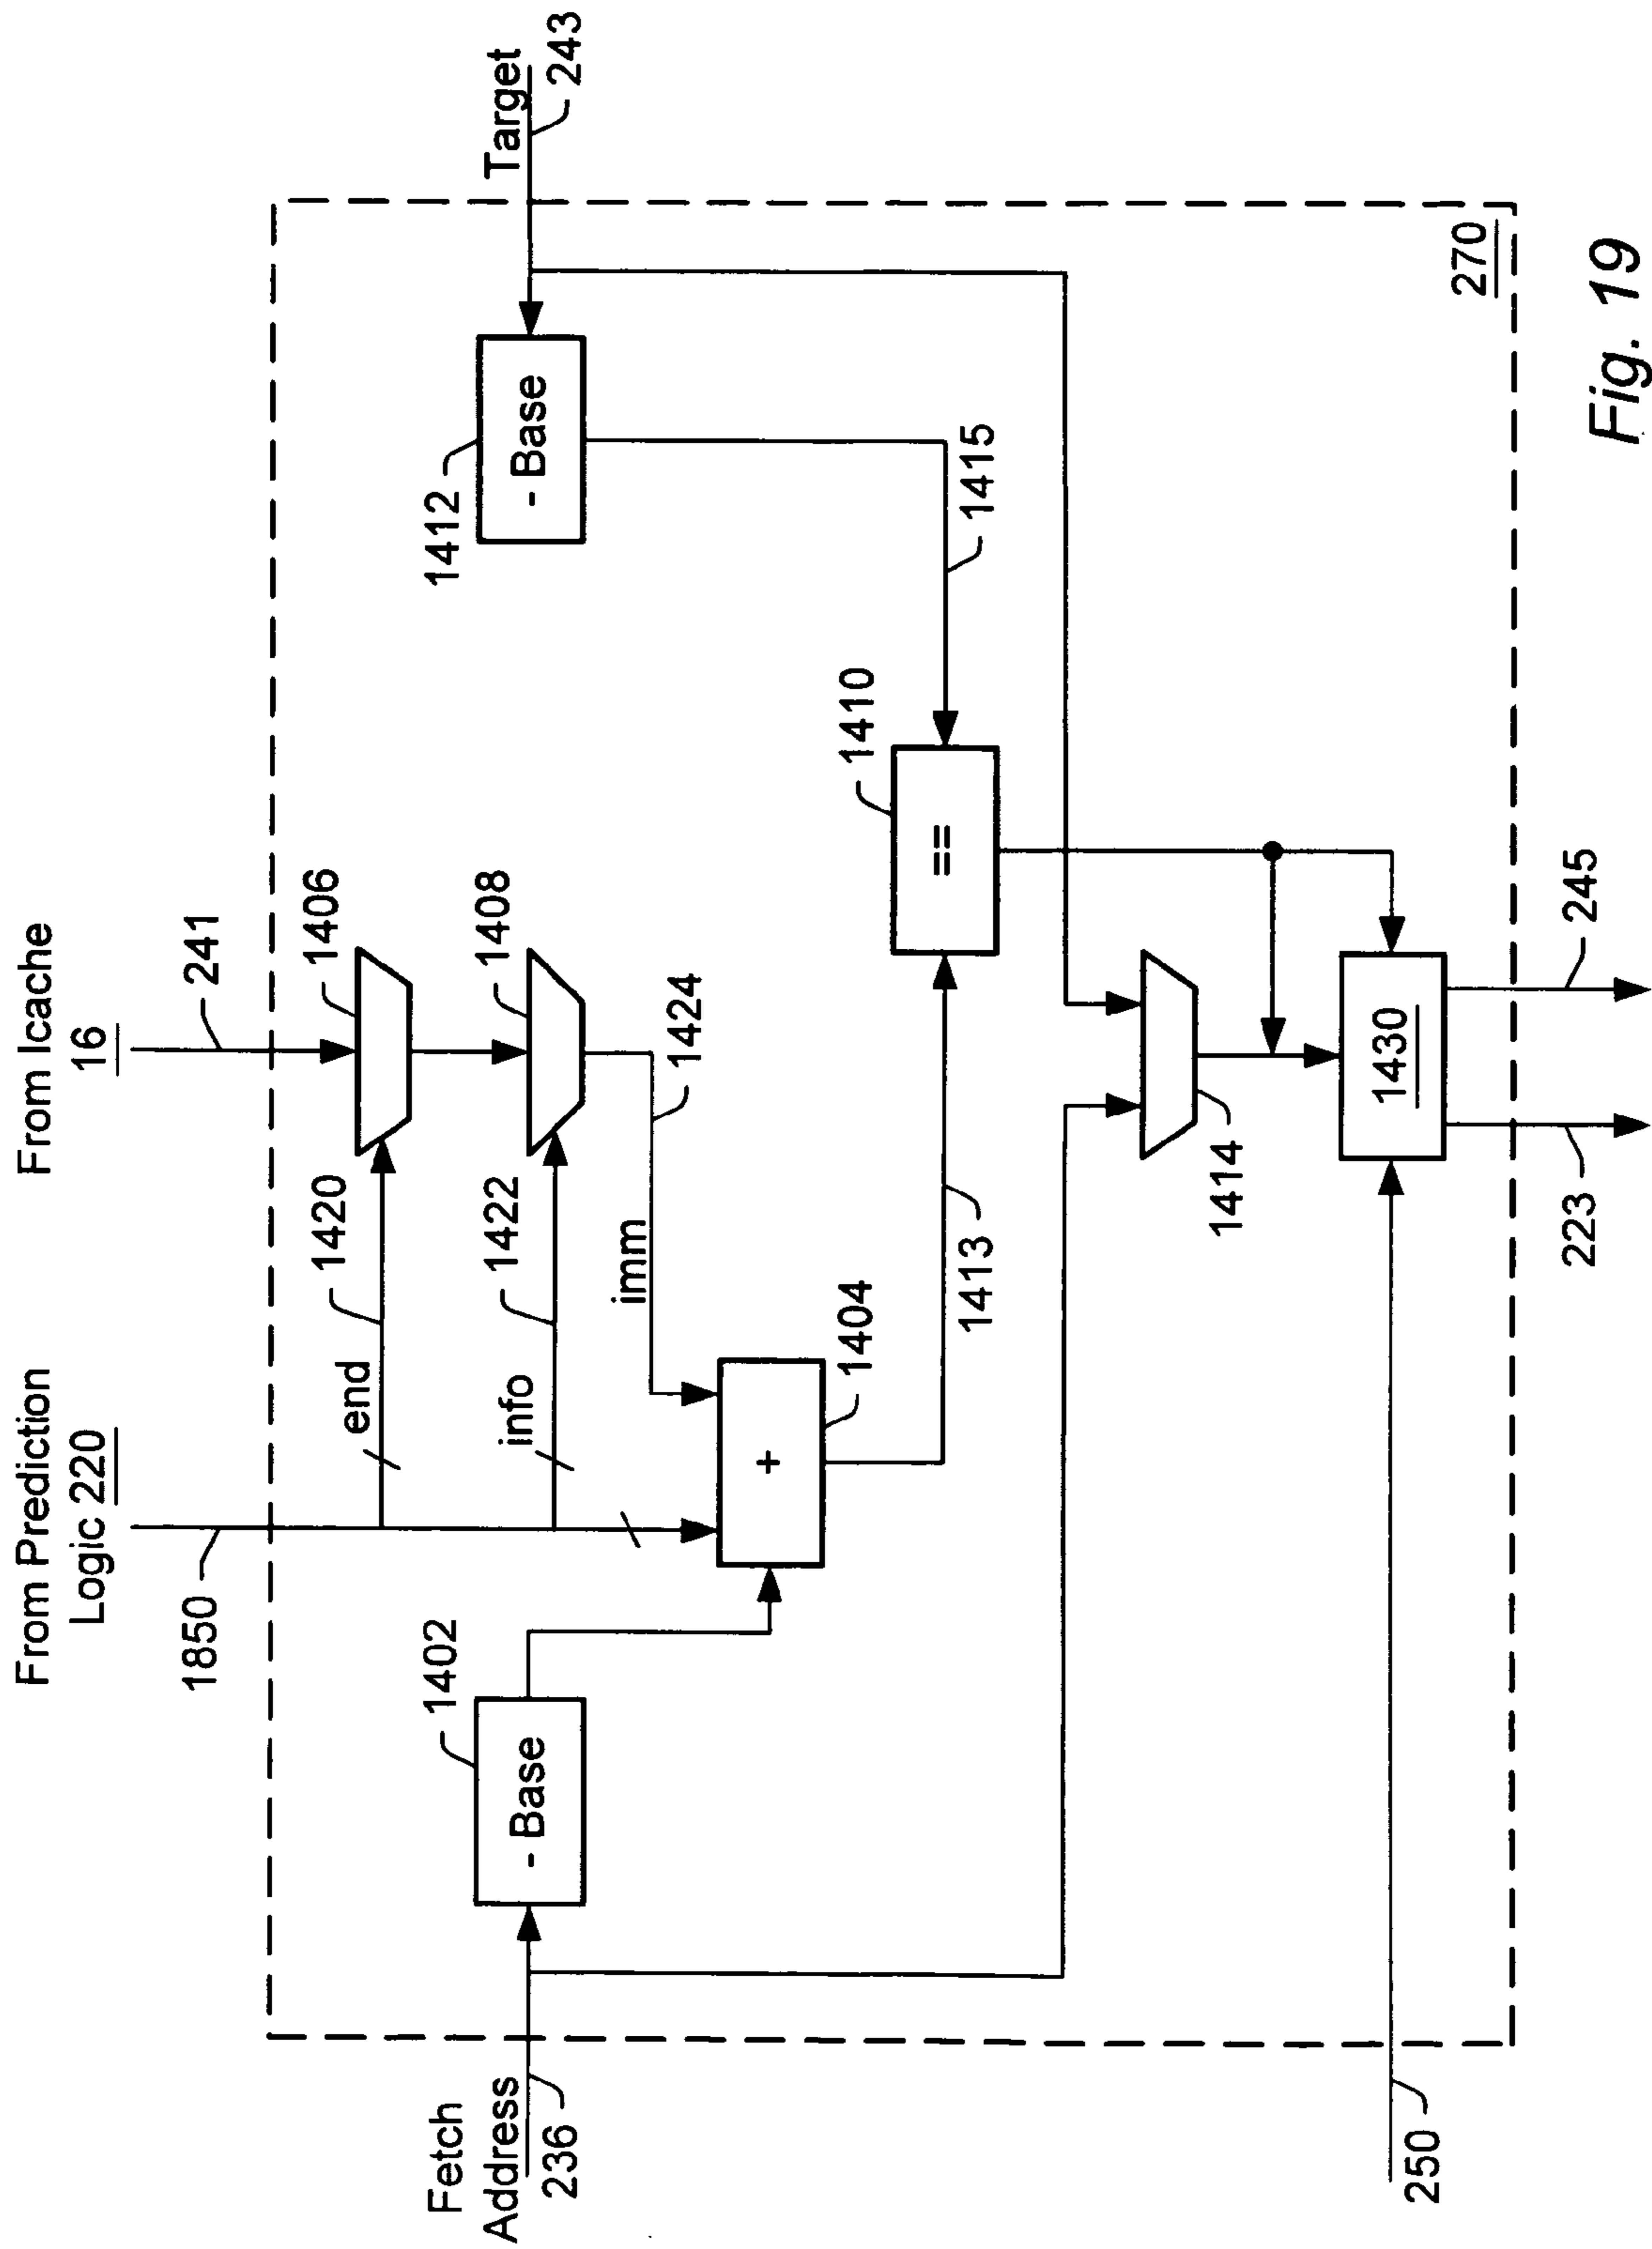 From Prediction
Logic 220
From Icache
16
1850
241
1420
end
1406
1422
info
1408
Fetch
Address
236
1402
- Base
imm
1424
1412
- Base
Target
243
+
1404
1413
1410
==
1415
1414
250
1430
270
223
245
Fig. 19